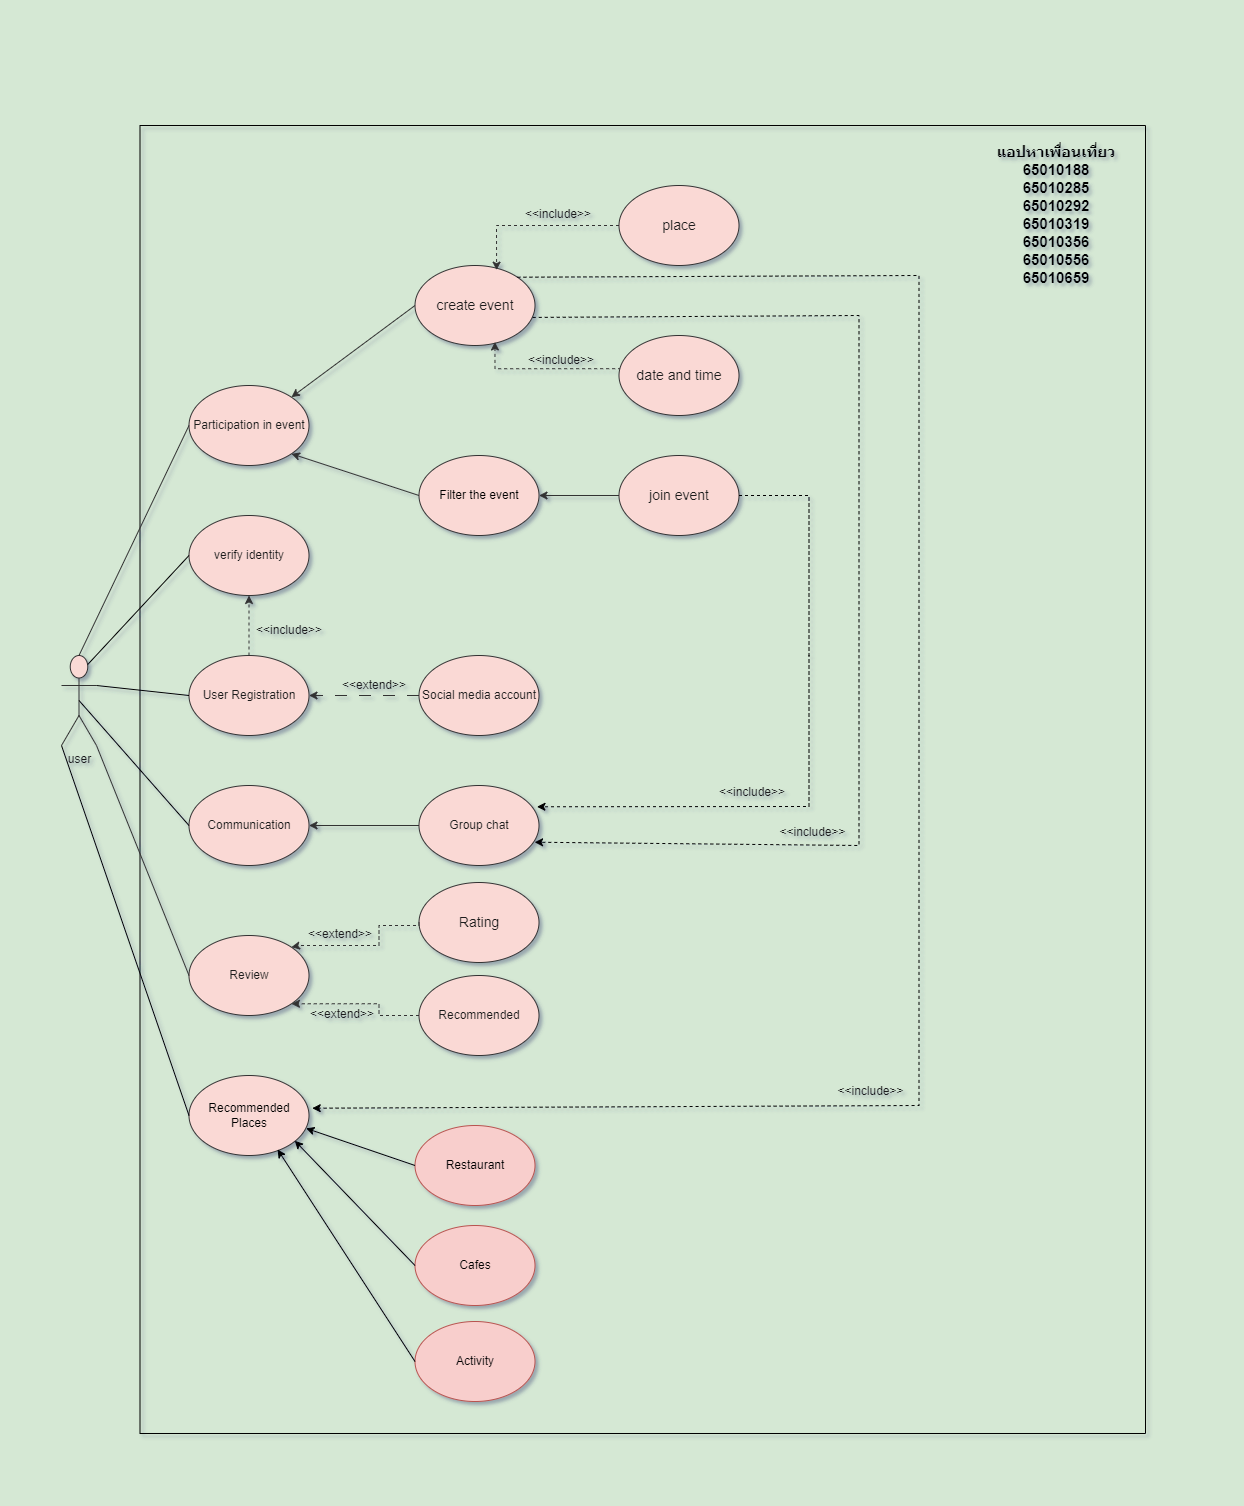 แอปหาเพื่อนเที่ยว
65010188
65010285
65010292
65010319
65010356
65010556
65010659
<<include>>
place
create event
<<include>>
date and time
Participation in event
Filter the event
join event
verify identity
<<include>>
User Registration
<<extend>>
Social media account
user
<<include>>
Communication
Group chat
<<include>>
Rating
<<extend>>
Review
<<extend>>
Recommended
<<include>>
Recommended
Places
Restaurant
Cafes
Activity